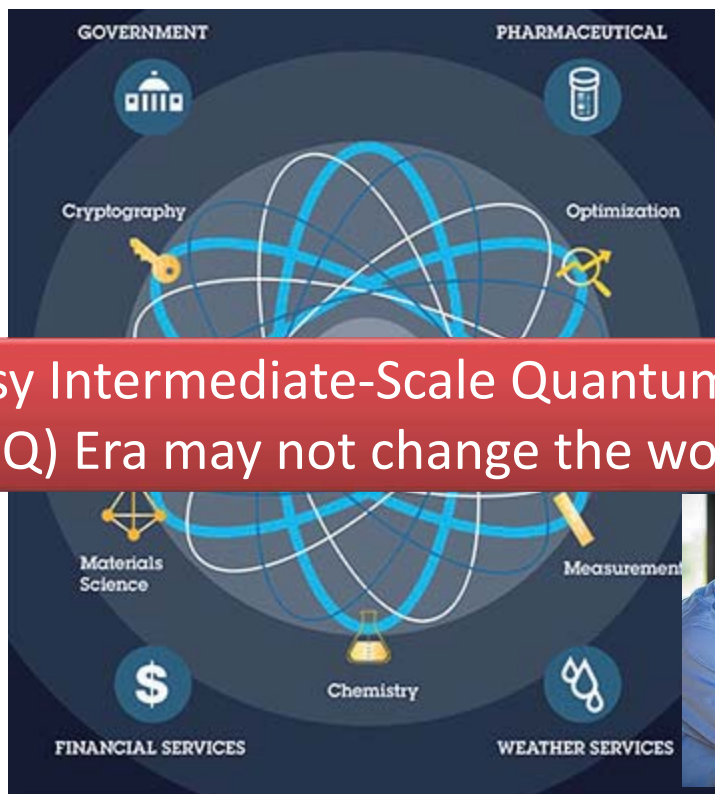 GOVERNMENT
PHARMACEUTICAL
Cryptography
Optimization
sy Intermediate-Scale Quantum
Q) Era may not change the wo
Materials
Science
Measurement
Chemistry
$
FINANCIAL SERVICES
WEATHER SERVICES